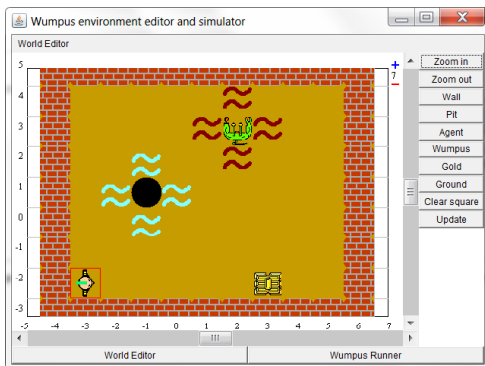 Wumpus environment editor and simulator
World Editor
5
4
3
2
1
0
-1
-2
-3
-5 -4 -3 -2 -1 0 1 2 3 4 5 6 7
+
7
−
Zoom in
Zoom out
Wall
Pit
Agent
Wumpus
Gold
Ground
Clear square
Update
World Editor Wumpus Runner